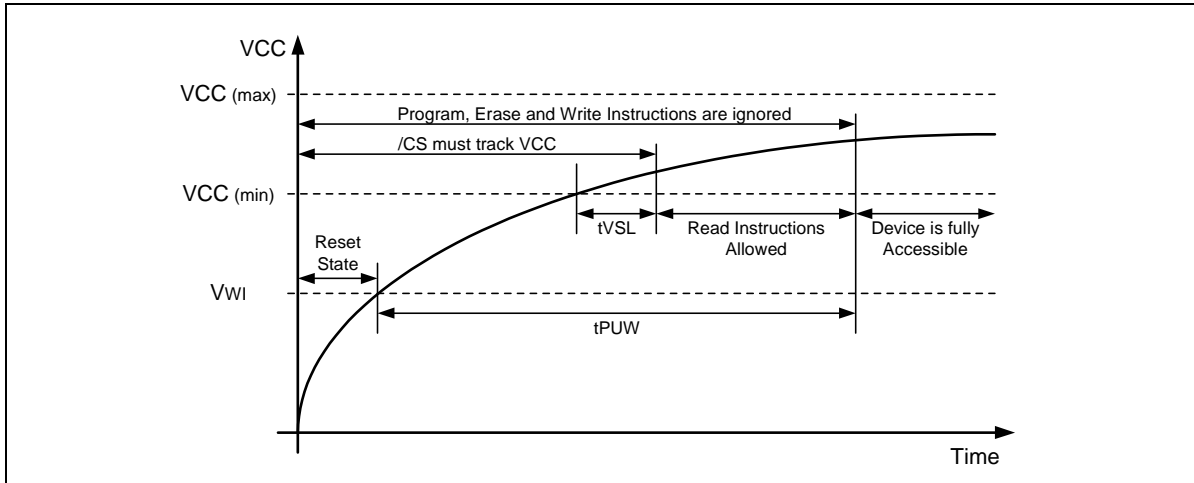 VCC
VCC (max)
Program, Erase and Write Instructions are ignored
/CS must track VCC
VCC (min)
tVSL
Read Instructions
Allowed
Device is fully
Accessible
Reset
State
VWI
tPUW
Time